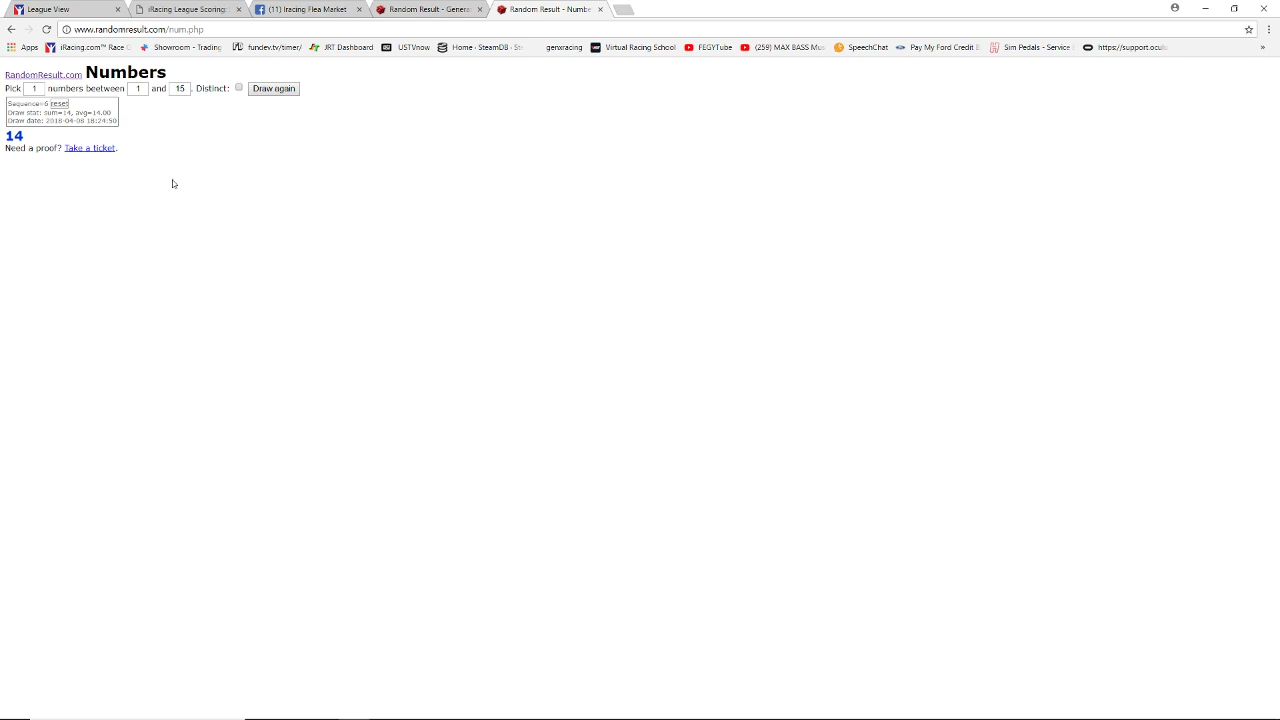 League View
iRacing League Scoring:
(11) Iracing Flea Market
Random Result - Genera
Random Result - Numbe
www.randomresult.com/num.php
Apps
iRacing.com™ Race C
Showroom - Trading
fundev.tv/timer/
JRT Dashboard
USTVnow
Home · SteamDB · Ste
genxracing
Virtual Racing School
FEGYTube
(259) MAX BASS Mus
SpeechChat
Pay My Ford Credit B
Sim Pedals - Service
https://support.ocul
»
RandomResult.com Numbers
Pick 1 numbers beetween 1 and 15. Distinct: Draw again
Sequence=6 reset
Draw stat: sum=14, avg=14.00
Draw date: 2018-04-08 18:24:50
14
Need a proof? Take a ticket.